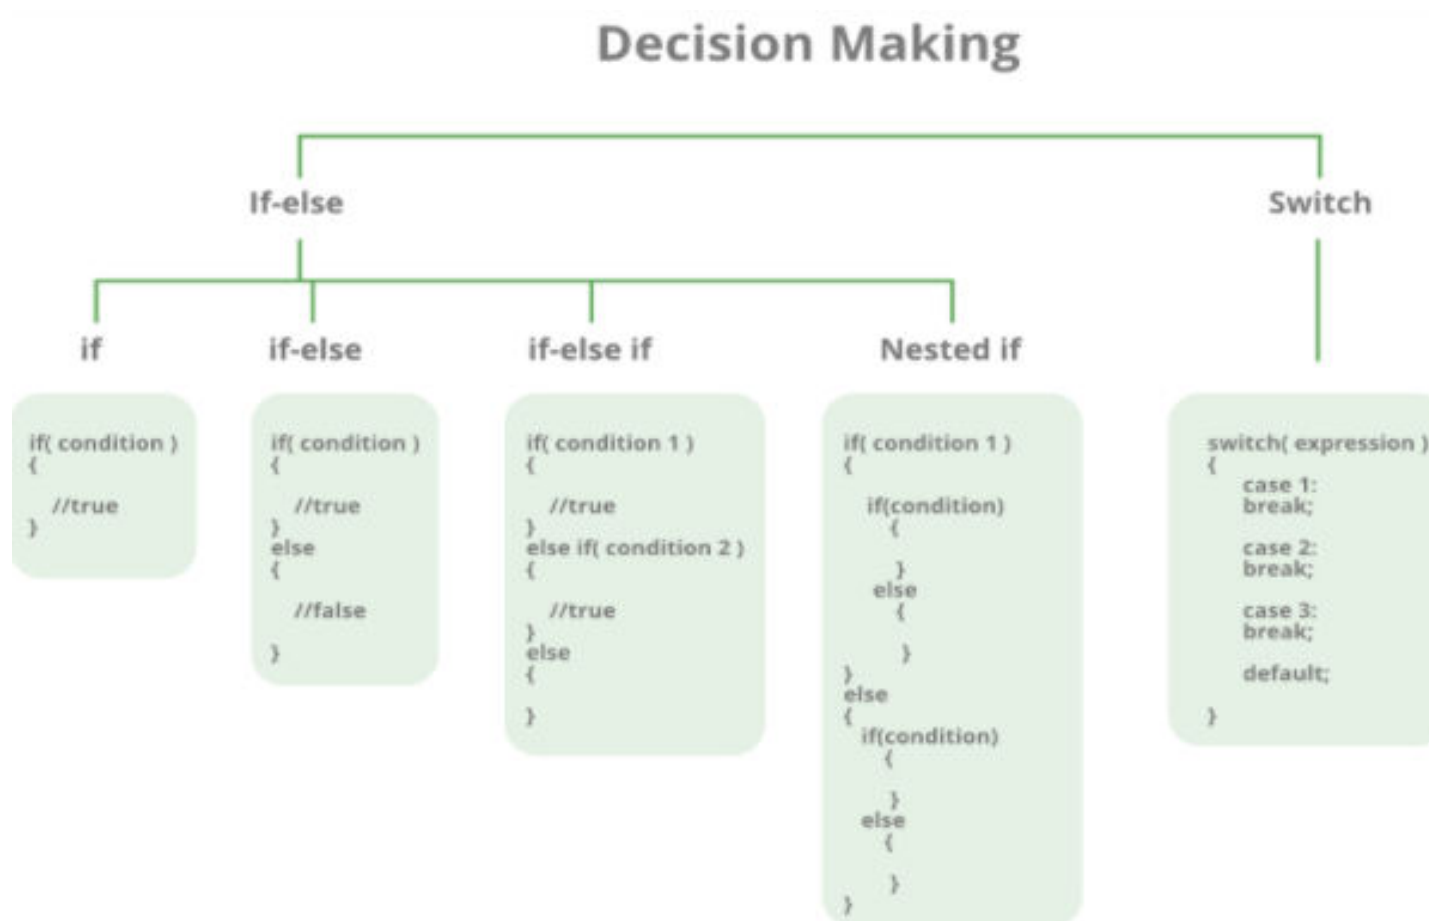 Decision Making
If-else
Switch
if
if-else
if-else if
Nested if
if( condition )
{
//true
}
if( condition )
{
//true
}
else
{
//false
}
if( condition 1 )
{
//true
}
else if( condition 2 )
{
//true
}
else
{
}
if( condition 1 )
{
if(condition)
{
}
else
{
}
}
else
{
if(condition)
{
}
else
{
}
}
switch( expression )
{
case 1:
break;
case 2:
break;
case 3:
break;
default;
}